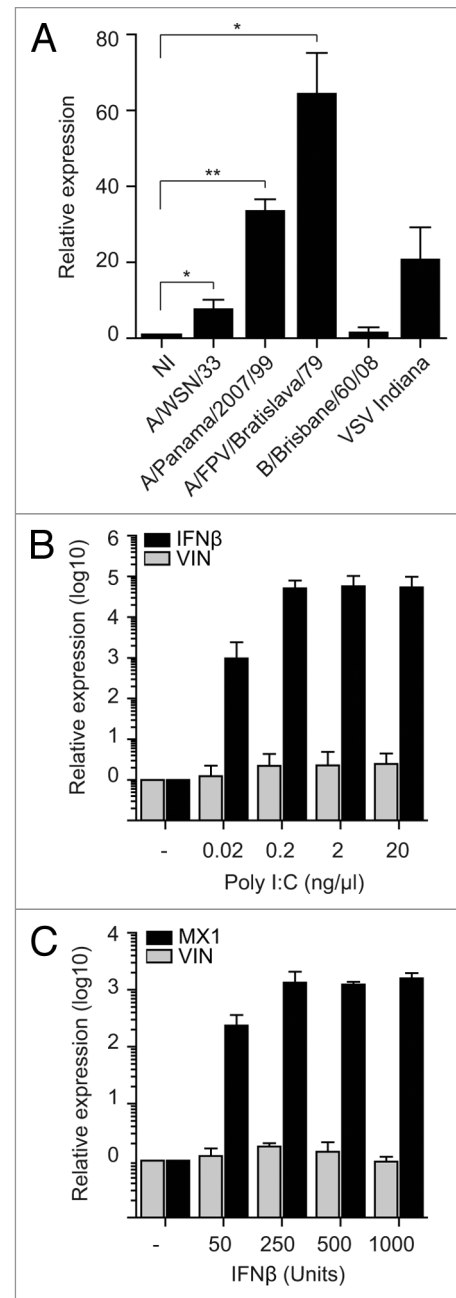 A
Relative expression
80
60
40
20
0
*
**
*
NI
A/WSN/33
A/Panama/2007/99
A/FPV/Bratislava/79
B/Brisbane/60/08
VSV Indiana
B
IFNβ
VIN
Relative expression (log10)
6
5
3
1
0
- 0.02 0.2 2 20
Poly I:C (ng/µl)
C
MX1
VIN
Relative expression (log10)
4
3
2
1
0
- 50 250 500 1000
IFNβ (Units)